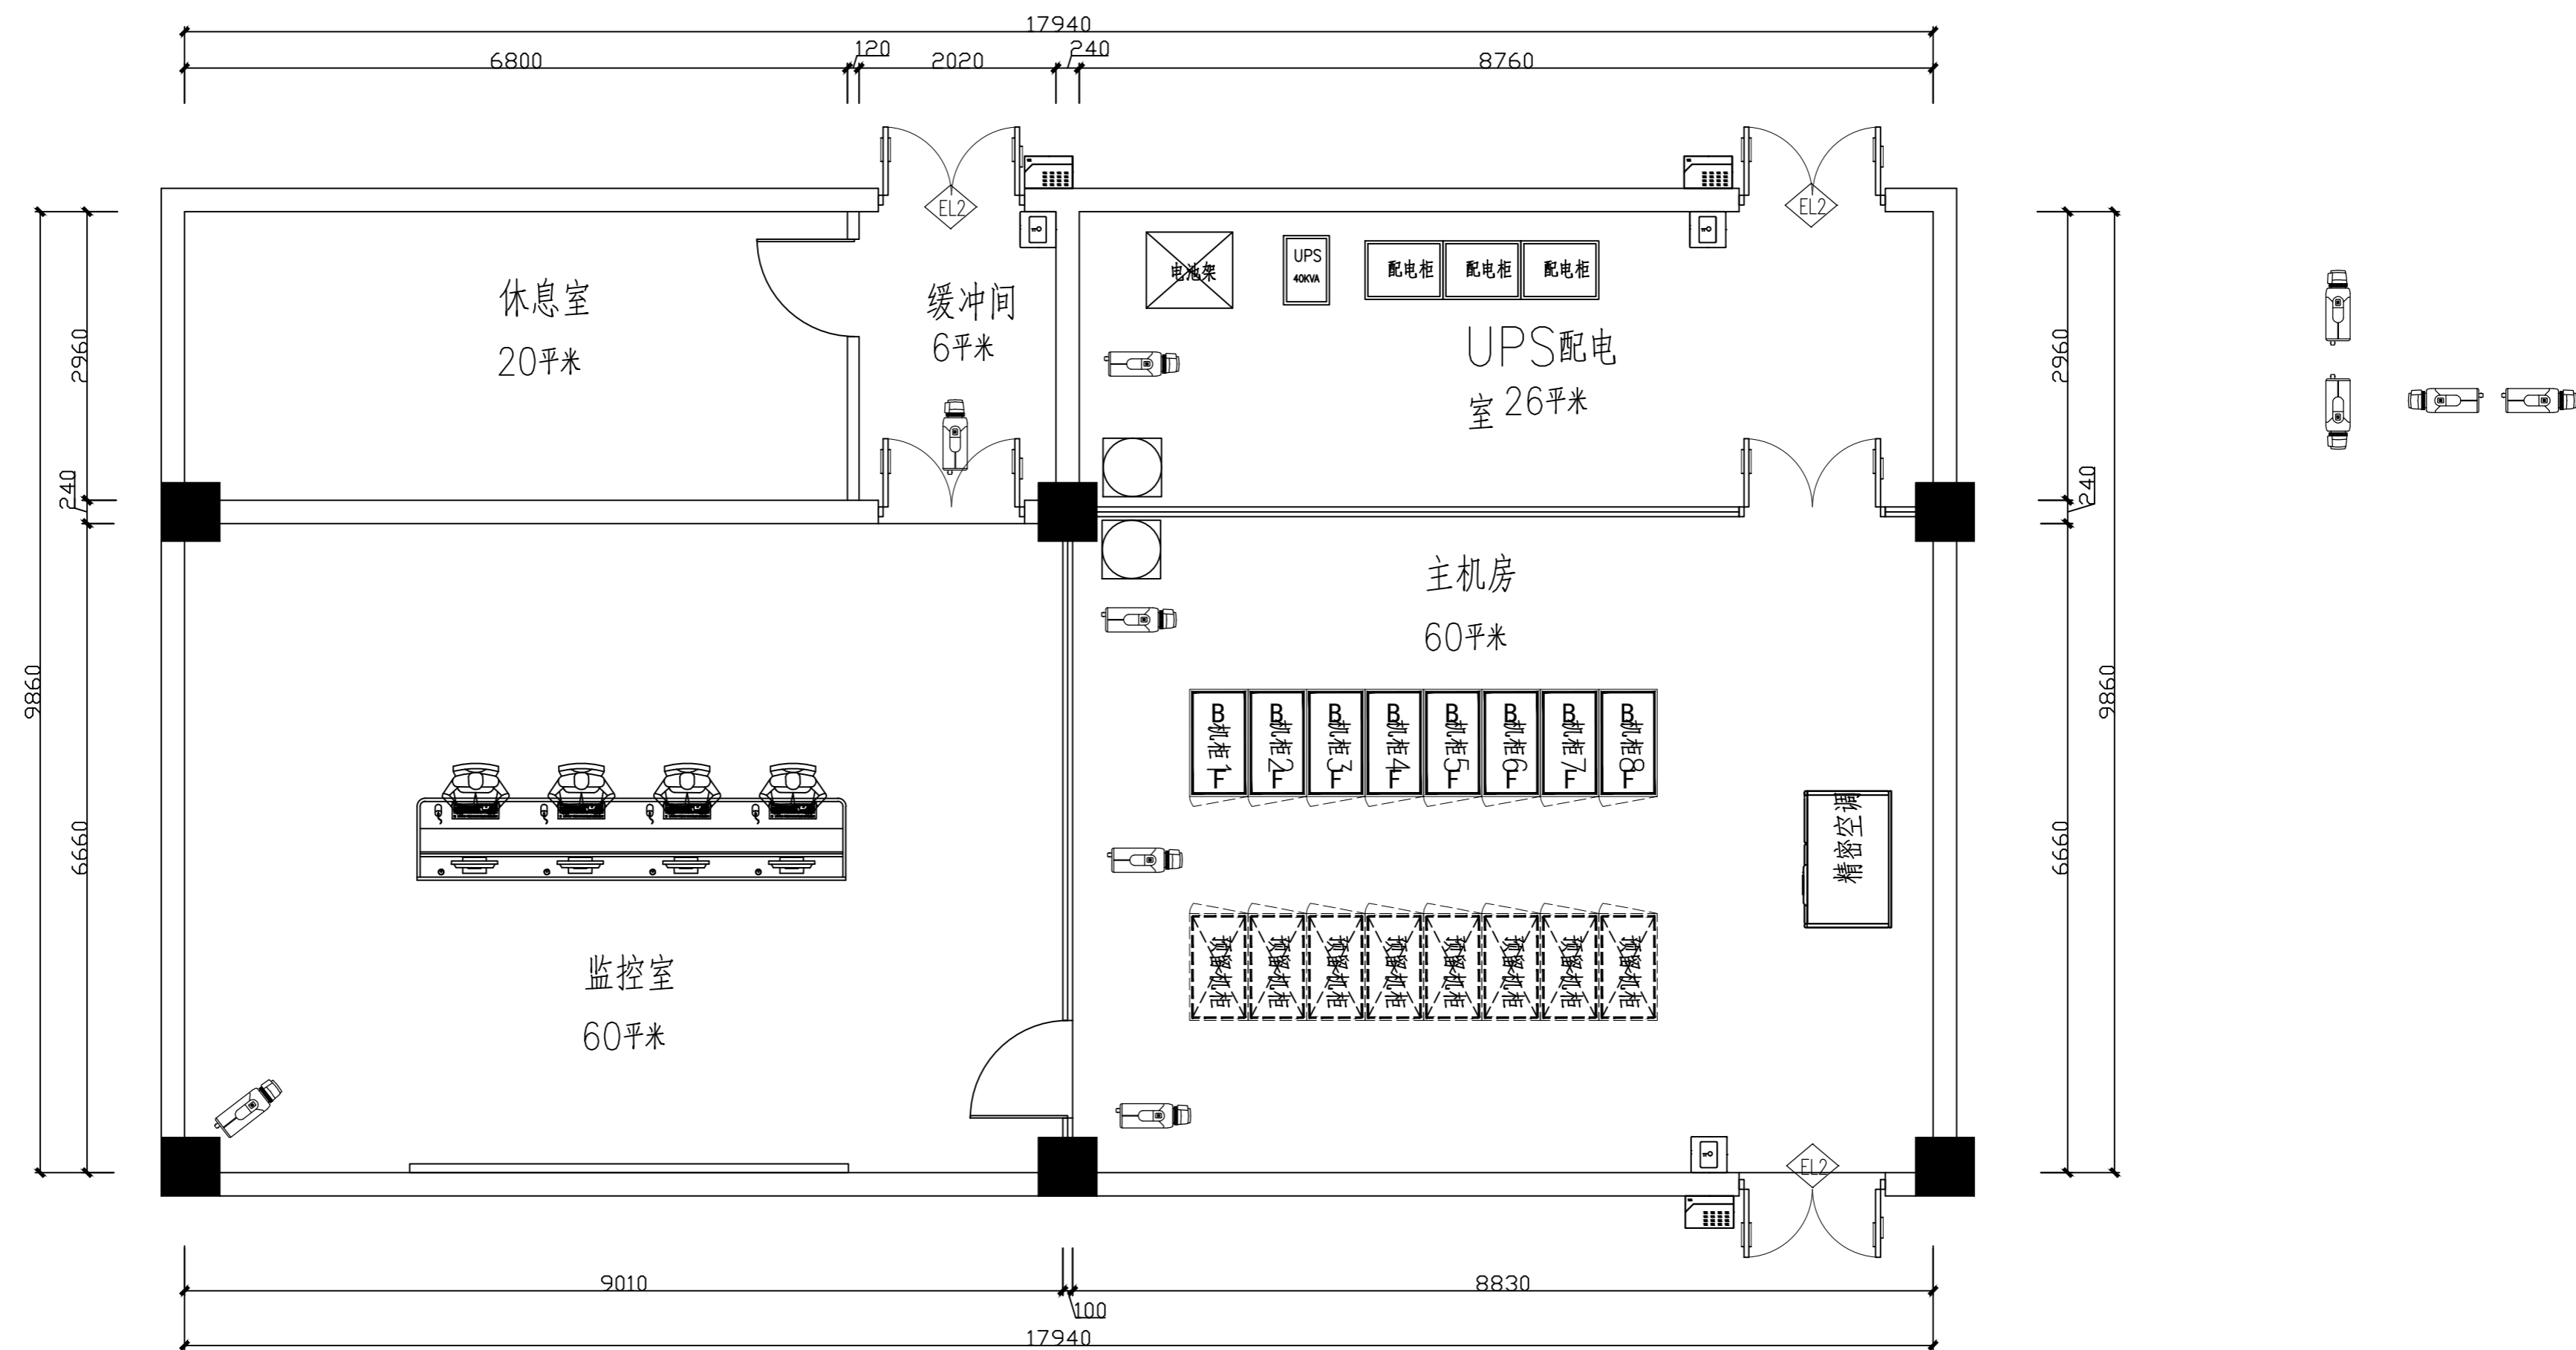 17940
6800
120
2020
240
8760
EL2
EL2
休息室
20平米
缓冲间
6平米
电池架
UPS
40KVA
配电柜
配电柜
配电柜
UPS配电
室 26平米
2960
240
6660
9860
2960
240
6660
9860
主机房
60平米
B
机柜1
F
B
机柜2
F
B
机柜3
F
B
机柜4
F
B
机柜5
F
B
机柜6
F
B
机柜7
F
B
机柜8
F
精密空调
预留机柜
预留机柜
预留机柜
预留机柜
预留机柜
预留机柜
预留机柜
预留机柜
监控室
60平米
EL2
9010
100
8830
17940